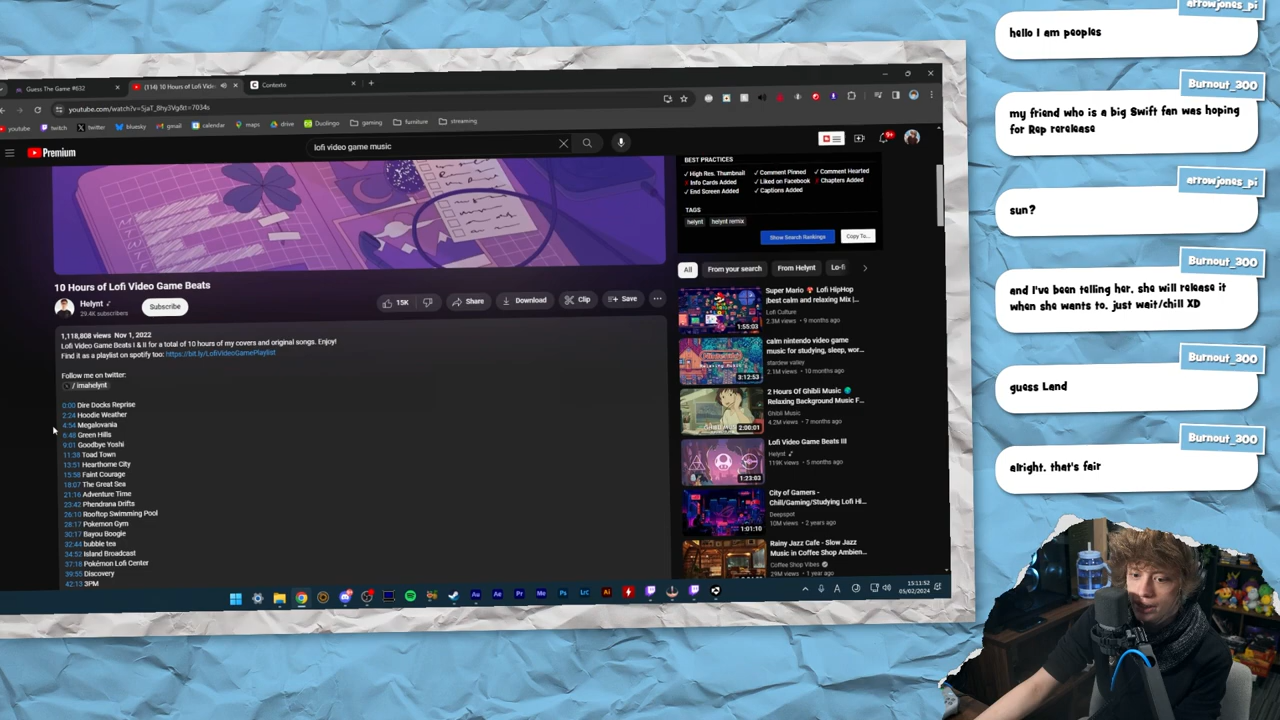 Guess The Game #632
(114) 10 Hours of Lofi Vid
Contexto
youtube.com/watch?v=SjaT_8hy3Vg&t=7034s
youtube
twitch
twitter
bluesky
gmail
calendar
maps
drive
Duolingo
gaming
furniture
streaming
Premium
lofi video game music
9+
10 Hours of Lofi Video Game Beats
Helynt
29.4K subscribers
Subscribe
15K
Share
Download
Clip
Save
1,118,808 views Nov 1, 2022
Lofi Video Game Beats I & II for a total of 10 hours of my covers and original songs. Enjoy!
Find it as a playlist on spotify too: https://bit.ly/LofiVideoGamePlaylist
Follow me on twitter:
/ imahelynt
0:00 Dire Docks Reprise
2:24 Hoodie Weather
4:54 Megalovania
6:48 Green Hills
9:01 Goodbye Yoshi
11:38 Toad Town
13:51 Hearthome City
15:58 Faint Courage
18:07 The Great Sea
21:16 Adventure Time
23:42 Phendrana Drifts
26:10 Rooftop Swimming Pool
28:17 Pokemon Gym
30:17 Bayou Boogie
32:44 bubble tea
34:52 Island Broadcast
37:18 Pokémon Lofi Center
39:55 Discovery
42:13 3PM
BEST PRACTICES
High Res. Thumbnail
Comment Pinned
Comment Hearted
Info Cards Added
Liked on Facebook
Chapters Added
End Screen Added
Captions Added
TAGS
helynt
helynt remix
Show Search Rankings
Copy To...
All
From your search
From Helynt
Lo-fi
Super Mario 🍄 Lofi HipHop
|best calm and relaxing Mix |...
Lofi Culture
2.3M views • 9 months ago
1:55:03
calm nintendo video game
music for studying, sleep, wor...
stardew valley
2.1M views • 10 months ago
3:12:53
2 Hours Of Ghibli Music
Relaxing Background Music F...
Ghibli Music
4.2M views • 7 months ago
2:00:01
Lofi Video Game Beats III
Helynt
119K views • 5 months ago
1:23:03
City of Gamers -
Chill/Gaming/Studying Lofi Hi...
Deepspot
10M views • 2 years ago
1:01:10
Rainy Jazz Cafe - Slow Jazz
Music in Coffee Shop Ambien...
Coffee Shop Vibes
29M views • 1 year ago
Au
Ae
Pr
Me
Ps
Lrc
Ai
15:11:52
05/02/2024
arrowjones_pi
hello I am peoples
Burnout_300
my friend who is a big Swift fan was hoping
for Rep rerelease
arrowjones_pi
sun?
Burnout_300
and I've been telling her, she will release it
when she wants to. just wait/chill XD
Burnout_300
guess Land
Burnout_300
alright. that's fair